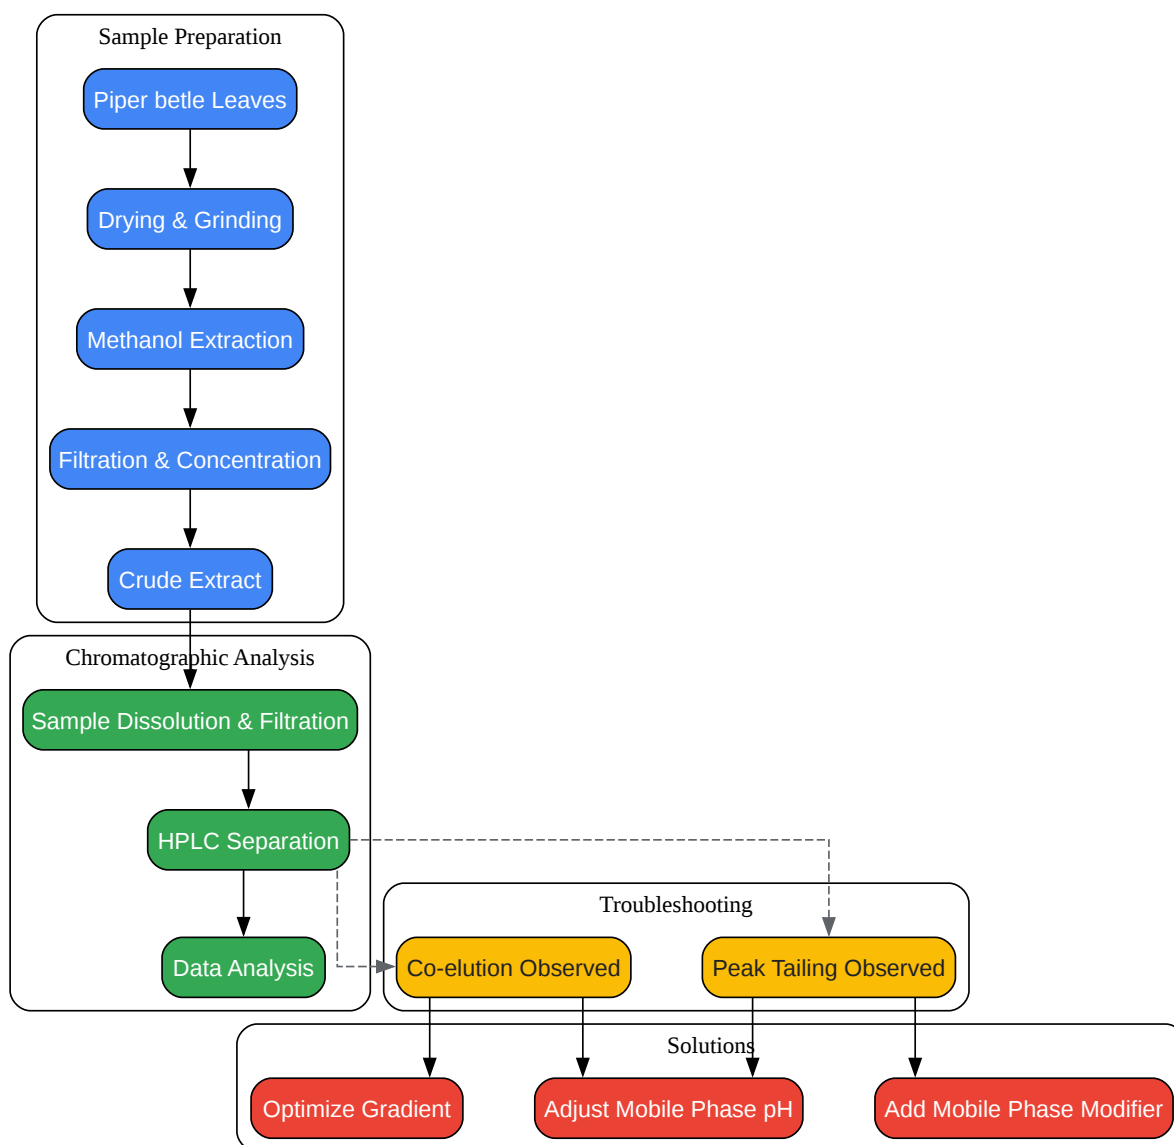 Sample Preparation
Piper betle Leaves
Drying & Grinding
Methanol Extraction
Filtration & Concentration
Crude Extract
Chromatographic Analysis
Sample Dissolution & Filtration
HPLC Separation
Data Analysis
Troubleshooting
Co-elution Observed
Peak Tailing Observed
Solutions
Optimize Gradient
Adjust Mobile Phase pH
Add Mobile Phase Modifier